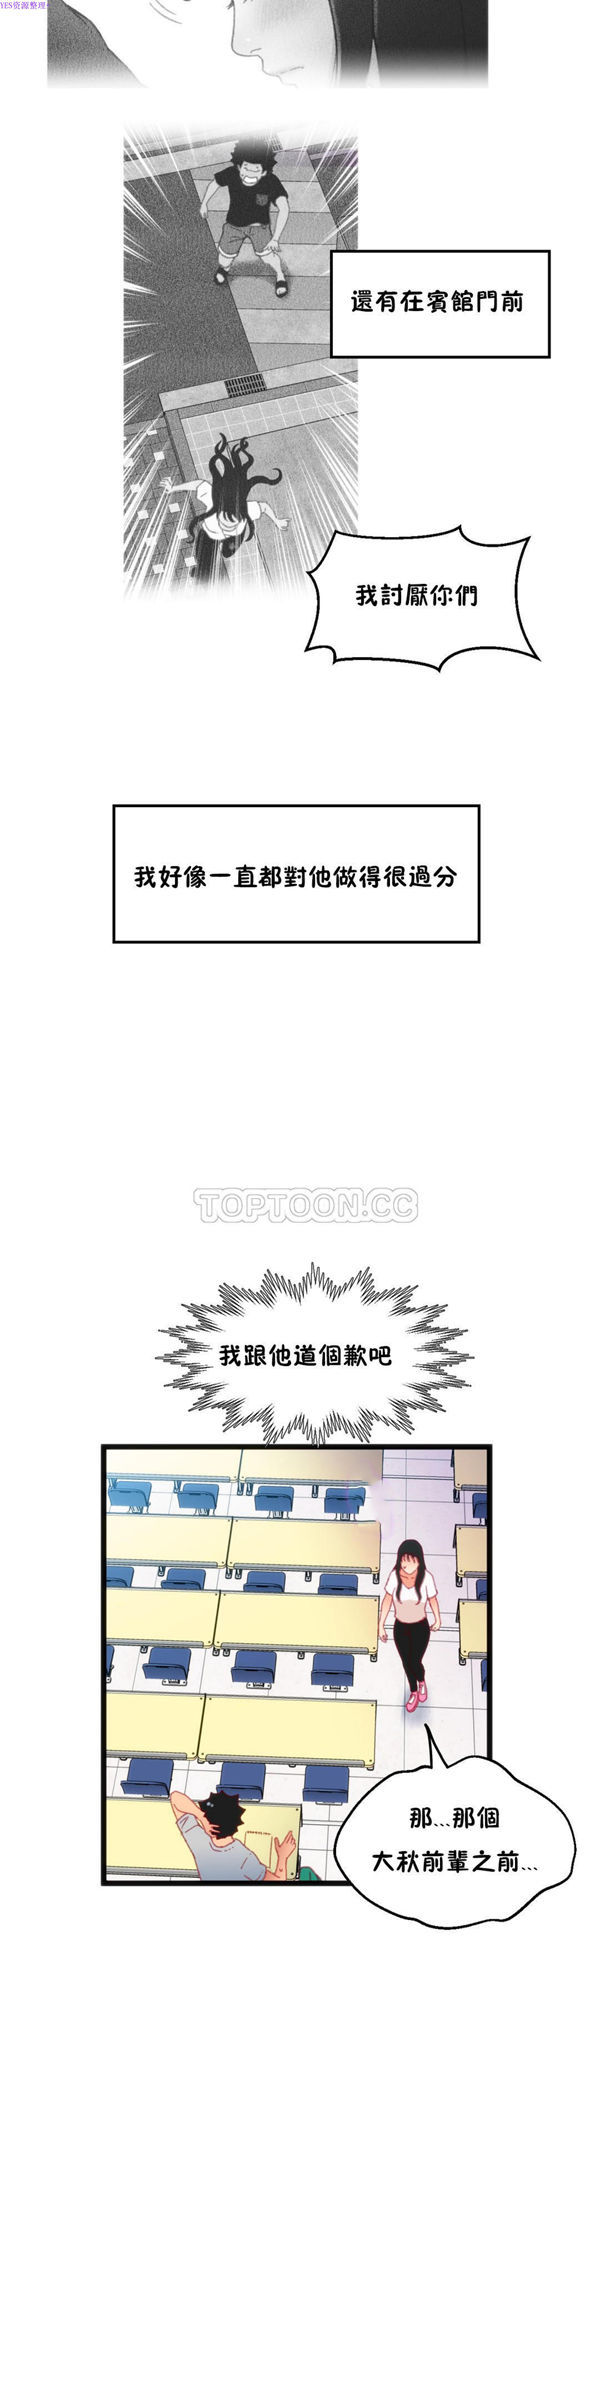 YES资源整理
還有在賓館門前
我討厭你們
我好像一直都對他做得很過分
TOPTOON.CC
我跟他道個歉吧
那...那個
大秋前輩之前...